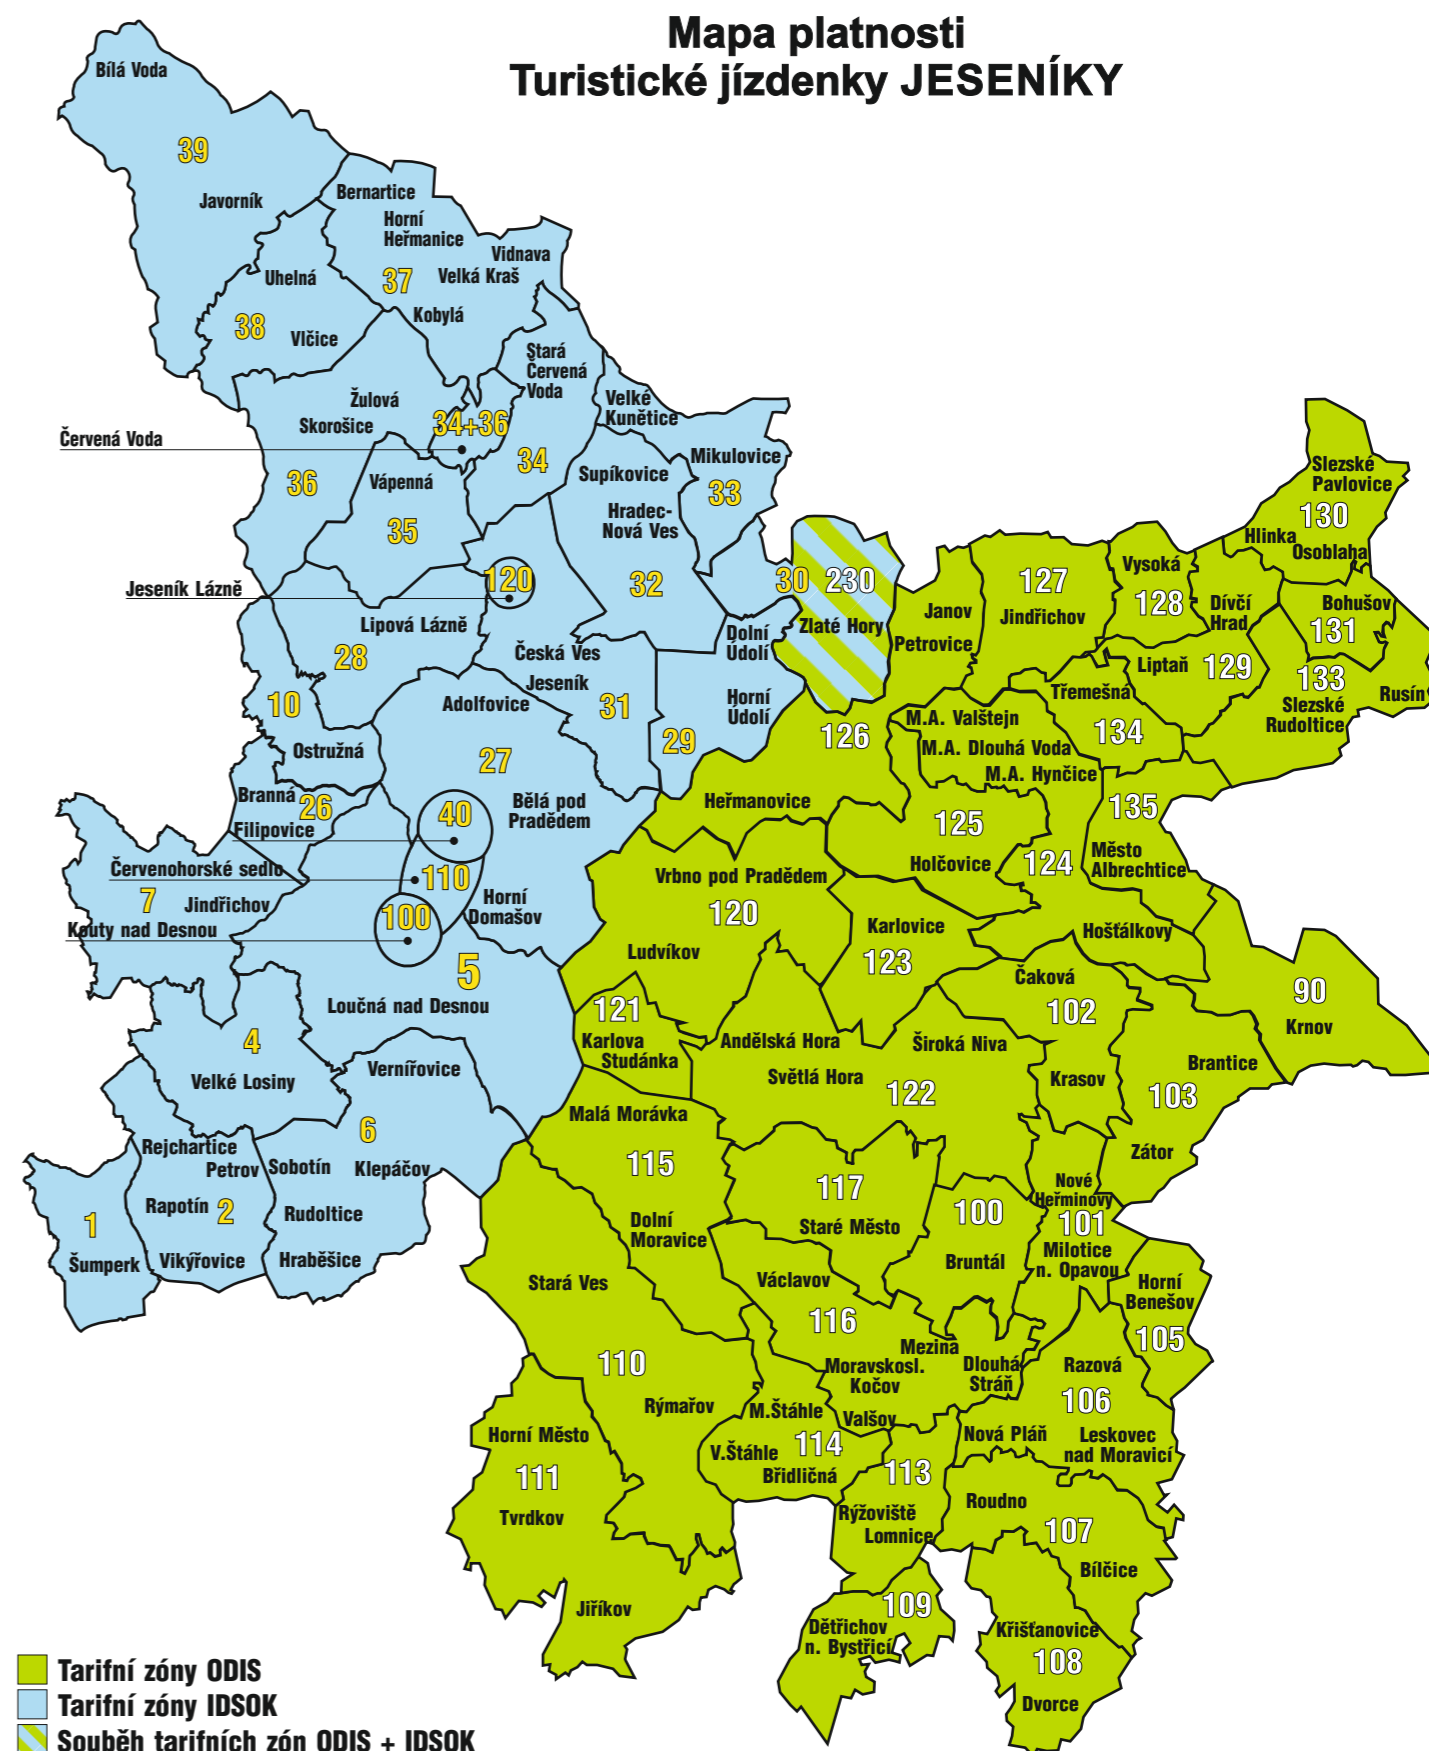 Mapa platnosti
Turistické jízdenky JESENÍKY
Bílá Voda
39
Javorník
Bernartice
Horní
Heřmanice
Vidnava
37
Velká Kraš
Uhelná
Kobylá
38
Vlčice
Stará
Červená
Voda
Žulová
Skorošice
34+36
Velké
Kunětice
Červená Voda
34
Mikulovice
36
Vápenná
Supíkovice
33
35
Hradec-
Nová Ves
Slezské
Pavlovice
130
Hlinka
Osoblaha
Jeseník Lázně
120
32
30
230
Zlaté Hory
Janov
Petrovice
127
Jindřichov
Vysoká
128
Dívčí
Hrad
Bohušov
131
Lipová Lázně
28
Česká Ves
Jeseník
31
Dolní
Údolí
Liptaň
129
133
Slezské
Rudoltice
Rusín
Adolfovice
10
Horní
Údolí
29
Třemešná
134
Ostružná
27
126
M.A. Valštejn
M.A. Dlouhá Voda
M.A. Hynčice
Branná
26
Filipovice
40
Bělá pod
Pradědem
Heřmanovice
125
Holčovice
135
Město
Albrechtice
124
Červenohorské sedlo
110
7
Jindřichov
Horní
Domašov
Vrbno pod Pradědem
120
Kouty nad Desnou
100
Ludvíkov
Karlovice
123
Hošťálkovy
5
Loučná nad Desnou
Čaková
102
90
Krnov
121
Karlova
Studánka
Andělská Hora
Široká Niva
4
Velké Losiny
Vernířovice
Světlá Hora
122
Krasov
Brantice
103
Malá Morávka
6
Rejchartice
Petrov
Sobotín
Klepáčov
115
Zátor
117
Staré Město
Nové
Heřminovy
101
Milotice
n. Opavou
1
Šumperk
Rapotín
2
Vikýřovice
Rudoltice
Hraběšice
100
Bruntál
Dolní
Moravice
Stará Ves
Václavov
116
Horní
Benešov
105
Mezina
110
Moravskosl.
Kočov
Dlouhá
Stráň
Razová
106
Rýmařov
M.Štáhle
Valšov
Horní Město
111
Tvrdkov
V.Štáhle
114
Břidličná
113
Nová Pláň
Leskovec
nad Moravicí
Rýžoviště
Lomnice
Roudno
107
Bílčice
Jiříkov
109
Dětřichov
n. Bystřicí
Křišťanovice
108
Dvorce
Tarifní zóny ODIS
Tarifní zóny IDSOK
Souběh tarifních zón ODIS + IDSOK